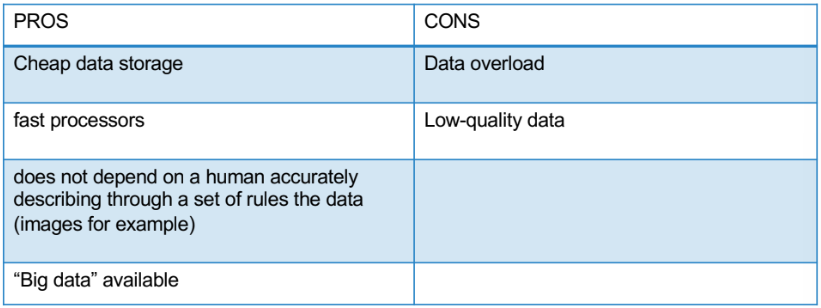 PROS
CONS
Cheap data storage
Data overload
fast processors
Low-quality data
does not depend on a human accurately
describing through a set of rules the data
(images for example)
“Big data” available